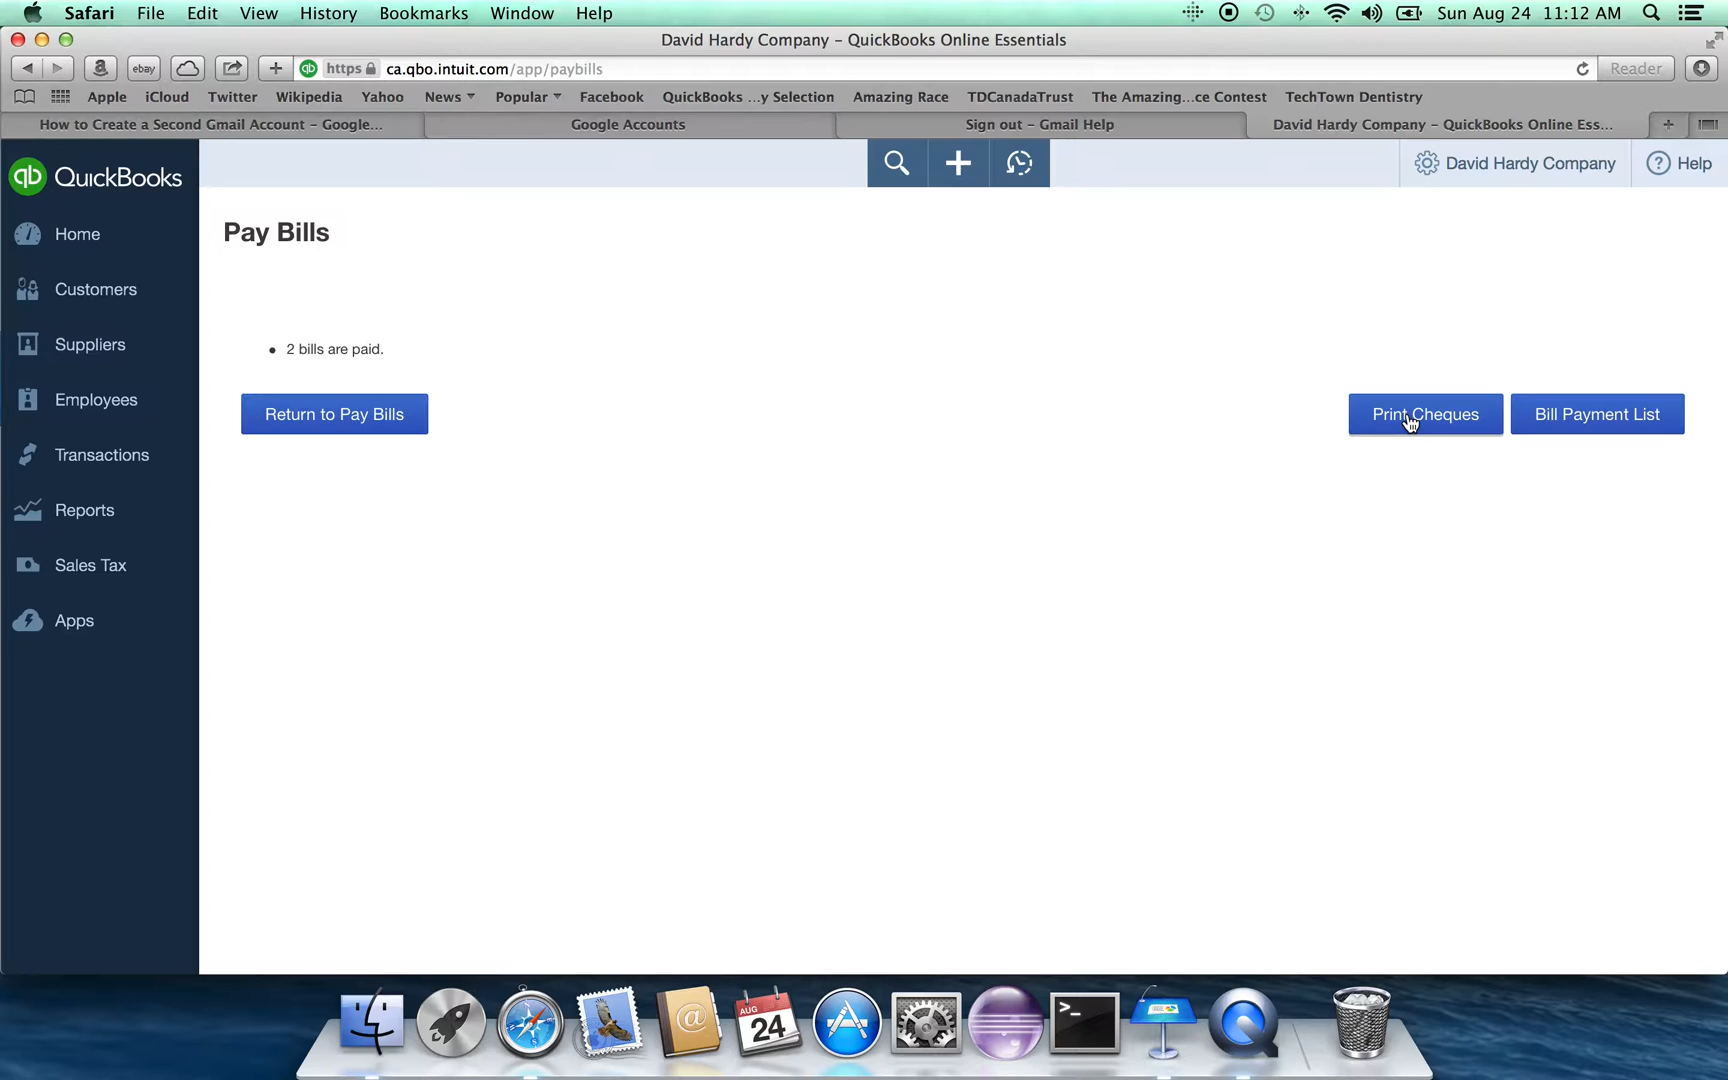 Safari File Edit View History Bookmarks Window Help Sun Aug 24 11:12 AM
David Hardy Company – QuickBooks Online Essentials
a ebay + https ca.qbo.intuit.com/app/paybills Reader
Apple iCloud Twitter Wikipedia Yahoo News Popular Facebook QuickBooks ...y Selection Amazing Race TDCanadaTrust The Amazing...ce Contest TechTown Dentistry
How to Create a Second Gmail Account – Google... Google Accounts Sign out – Gmail Help David Hardy Company – QuickBooks Online Ess... +
qb QuickBooks David Hardy Company ? Help
Home
Customers
Suppliers
Employees
Transactions
Reports
Sales Tax
Apps
Pay Bills
• 2 bills are paid.
Return to Pay Bills Print Cheques Bill Payment List
@ AUG 24 >_